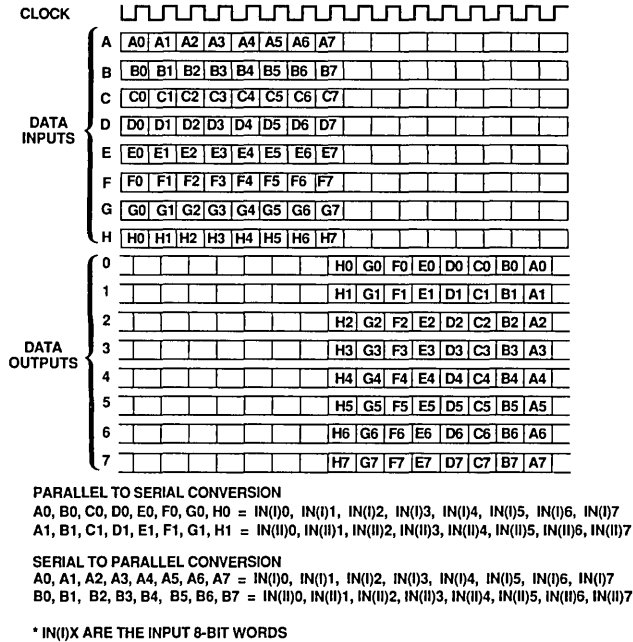 CLOCK
A A0 A1 A2 A3 A4 A5 A6 A7
B B0 B1 B2 B3 B4 B5 B6 B7
C C0 C1 C2 C3 C4 C5 C6 C7
DATA INPUTS
D D0 D1 D2 D3 D4 D5 D6 D7
E E0 E1 E2 E3 E4 E5 E6 E7
F F0 F1 F2 F3 F4 F5 F6 F7
G G0 G1 G2 G3 G4 G5 G6 G7
H H0 H1 H2 H3 H4 H5 H6 H7
0 H0 G0 F0 E0 D0 C0 B0 A0
1 H1 G1 F1 E1 D1 C1 B1 A1
2 H2 G2 F2 E2 D2 C2 B2 A2
DATA OUTPUTS
3 H3 G3 F3 E3 D3 C3 B3 A3
4 H4 G4 F4 E4 D4 C4 B4 A4
5 H5 G5 F5 E5 D5 C5 B5 A5
6 H6 G6 F6 E6 D6 C6 B6 A6
7 H7 G7 F7 E7 D7 C7 B7 A7
PARALLEL TO SERIAL CONVERSION
A0, B0, C0, D0, E0, F0, G0, H0 = IN(I)0, IN(I)1, IN(I)2, IN(I)3, IN(I)4, IN(I)5, IN(I)6, IN(I)7
A1, B1, C1, D1, E1, F1, G1, H1 = IN(II)0, IN(II)1, IN(II)2, IN(II)3, IN(II)4, IN(II)5, IN(II)6, IN(II)7
SERIAL TO PARALLEL CONVERSION
A0, A1, A2, A3, A4, A5, A6, A7 = IN(I)0, IN(I)1, IN(I)2, IN(I)3, IN(I)4, IN(I)5, IN(I)6, IN(I)7
B0, B1, B2, B3, B4, B5, B6, B7 = IN(II)0, IN(II)1, IN(II)2, IN(II)3, IN(II)4, IN(II)5, IN(II)6, IN(II)7
* IN(I)X ARE THE INPUT 8-BIT WORDS